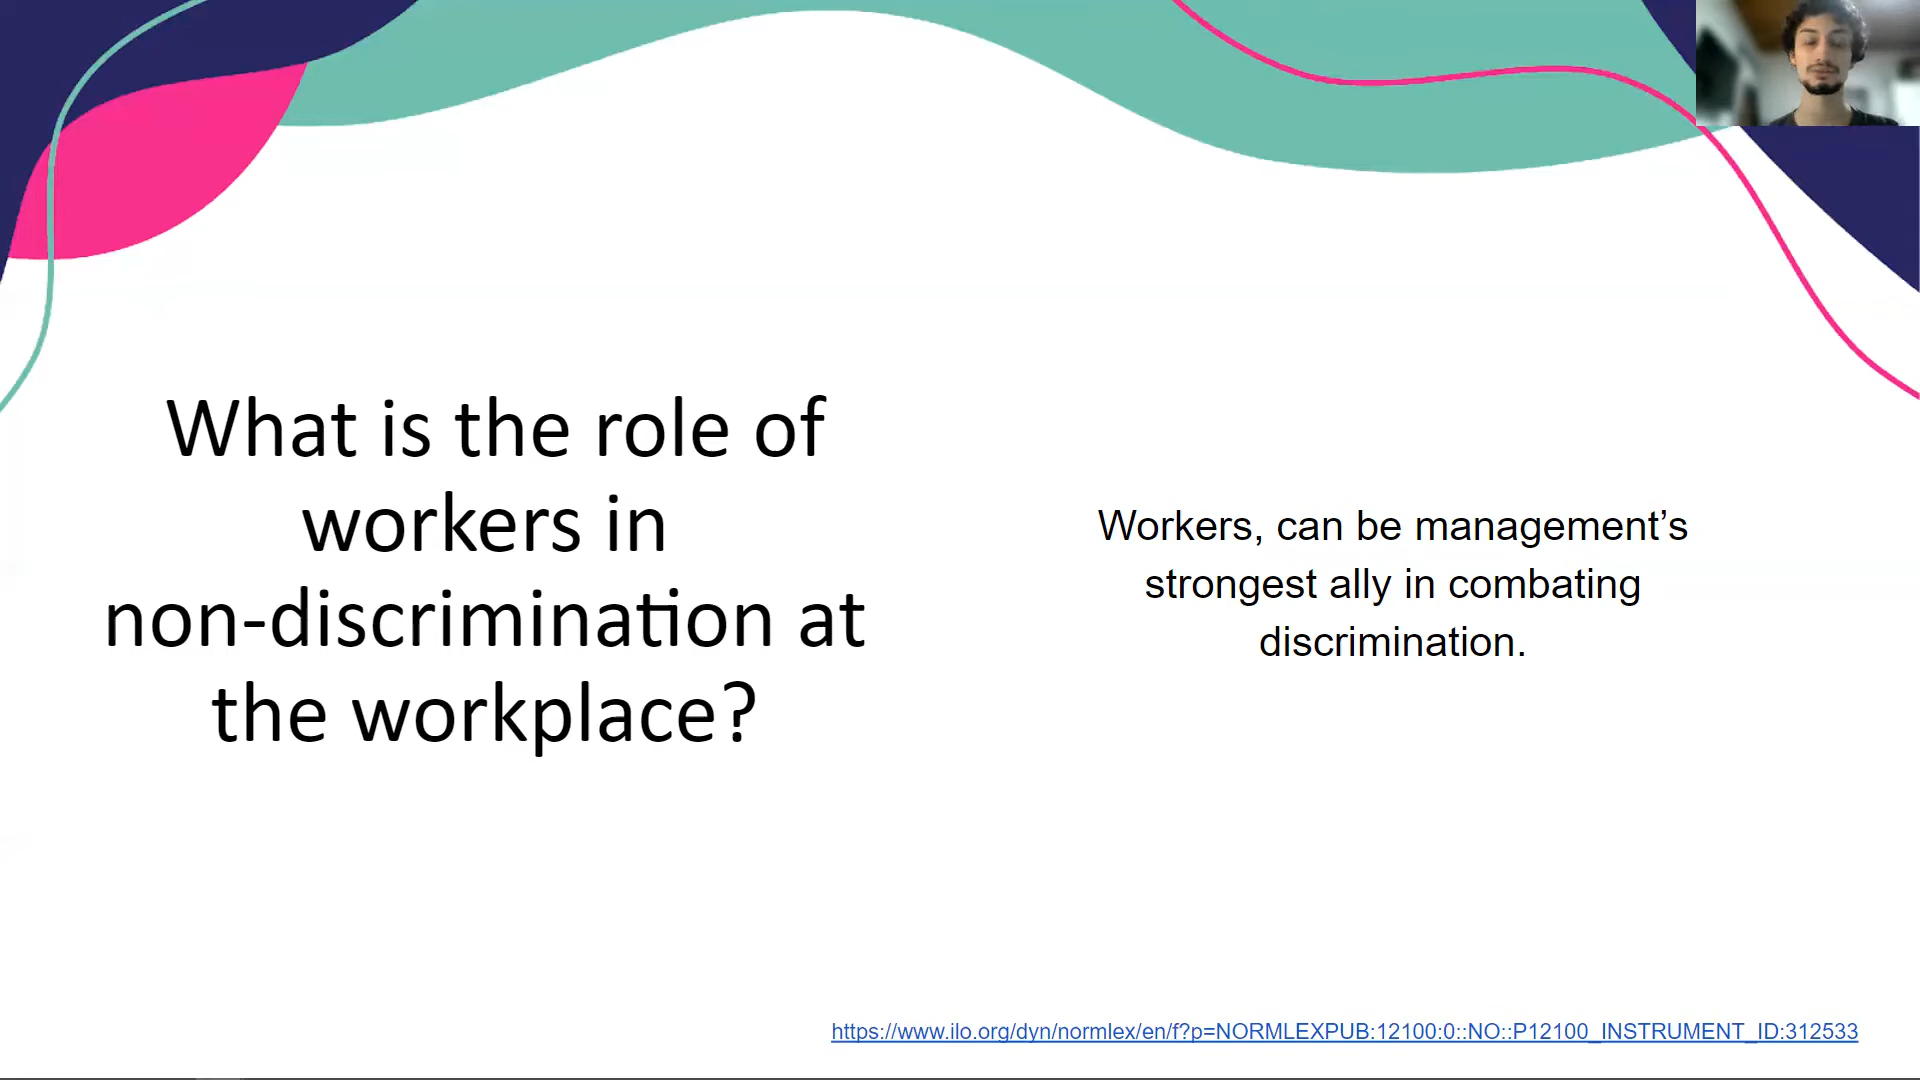 What is the role of
workers in
non-discrimination at
the workplace?
Workers, can be management’s
strongest ally in combating
discrimination.
https://www.ilo.org/dyn/normlex/en/f?p=NORMLEXPUB:12100:0::NO::P12100_INSTRUMENT_ID:312533